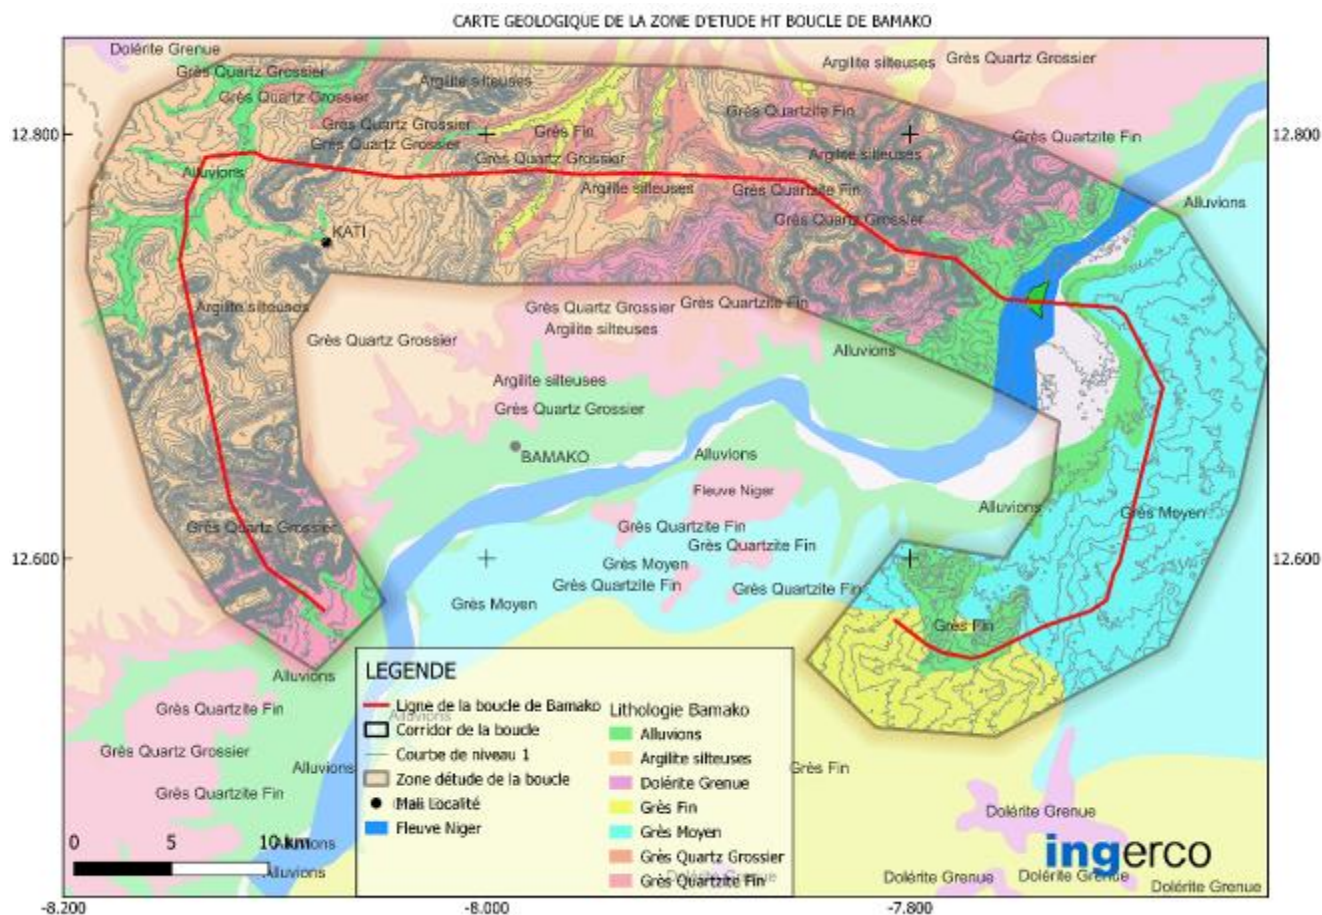 CARTE GEOLOGIQUE DE LA ZONE D'ETUDE HT BOUCLE DE BAMAKO
Dolérite Grenue
Grès Quartz Grossier
Argilite silteuses
Argilite silteuses
Grès Quartz Grossier
Grès Quartz Grossier
Grès Quartzite Fin
12.800
Grès Quartz Grossier
Grès Fin
Grès Quartzite Fin
12.800
Grès Quartz Grossier
Grès Quartz Grossier
Argilite silteuses
Alluvions
Argilite silteuses
Grès Quartzite Fin
Alluvions
KATI
Grès Quartz Grossier
Argilite silteuses
Grès Quartz Grossier
Grès Quartzite Fin
Argilite silteuses
Grès Quartz Grossier
Alluvions
Argilite silteuses
Grès Quartz Grossier
BAMAKO
Alluvions
Fleuve Niger
Alluvions
Grès Moyen
Grès Quartz Grossier
Grès Quartzite Fin
Grès Quartzite Fin
12.600
Grès Moyen
12.600
Grès Quartzite Fin
Grès Quartzite Fin
Grès Moyen
Grès Fin
Alluvions
Grès Quartzite Fin
Grès Quartz Grossier
Alluvions
Grès Fin
Grès Quartzite Fin
Dolérite Grenue
LEGENDE
Ligne de la boucle de Bamako
Alluvions
Corridor de la boucle
Courbe de niveau 1
Zone détude de la boucle
Mali Localité
Fleuve Niger
Lithologie Bamako
Alluvions
Argilite silteuses
Dolérite Grenue
Grès Fin
Grès Moyen
Grès Quartz Grossier
Grès Quartzite Fin
0 5 10 km
Alluvions
Alluvions
ingerco
Dolérite Grenue
Dolérite Grenue
Dolérite Grenue
Dolérite Grenue
-8.200
-8.000
-7.800